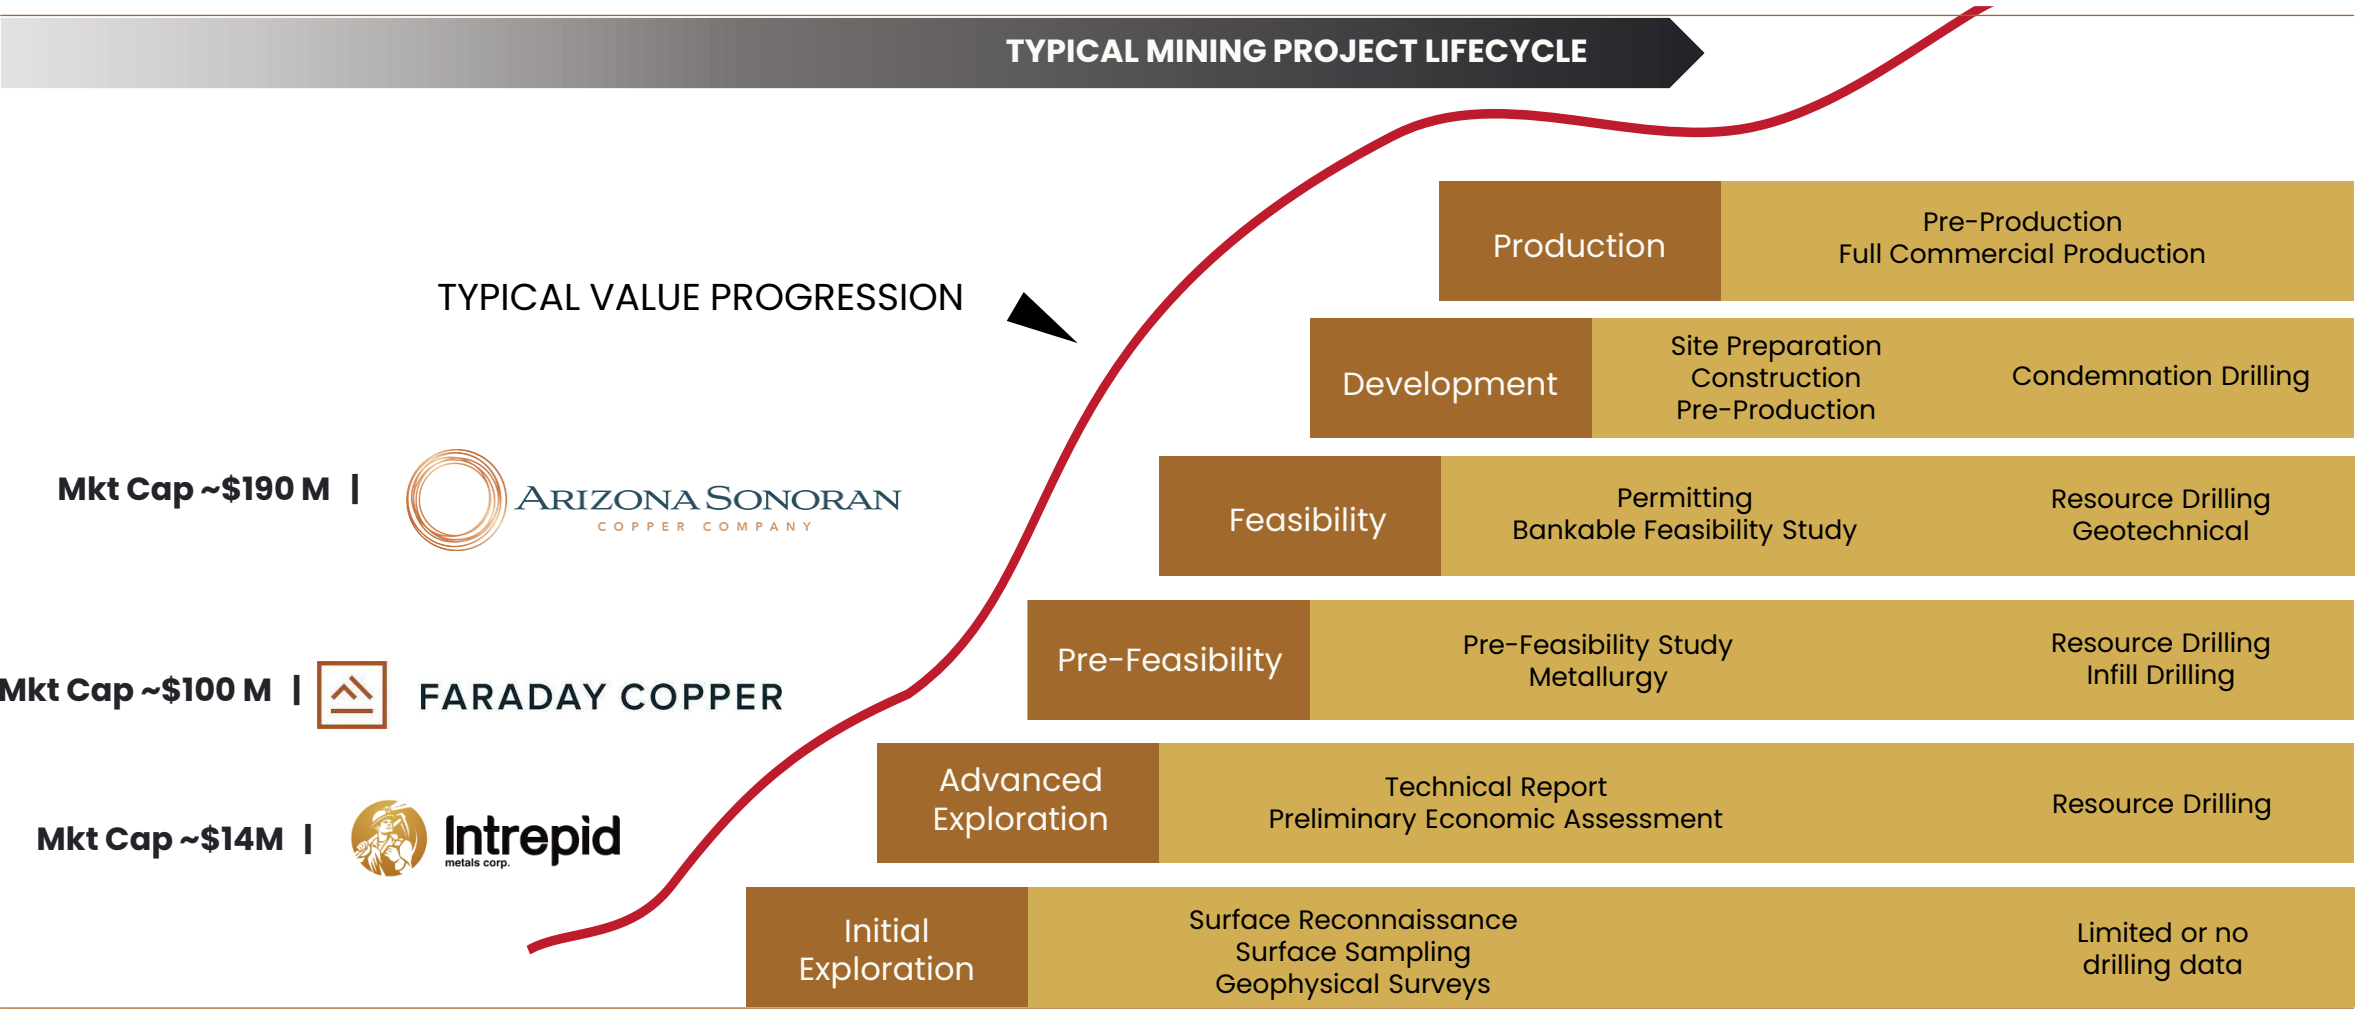 TYPICAL MINING PROJECT LIFECYCLE
TYPICAL VALUE PROGRESSION
Production
Pre-Production
Full Commercial Production
Development
Site Preparation
Construction
Pre-Production
Condemnation Drilling
Mkt Cap ~$190 M |
ARIZONA SONORAN
COPPER COMPANY
Feasibility
Permitting
Bankable Feasibility Study
Resource Drilling
Geotechnical
Mkt Cap ~$100 M |
FARADAY COPPER
Pre-Feasibility
Pre-Feasibility Study
Metallurgy
Resource Drilling
Infill Drilling
Mkt Cap ~$14M |
Intrepid
metals corp.
Advanced
Exploration
Technical Report
Preliminary Economic Assessment
Resource Drilling
Initial
Exploration
Surface Reconnaissance
Surface Sampling
Geophysical Surveys
Limited or no
drilling data